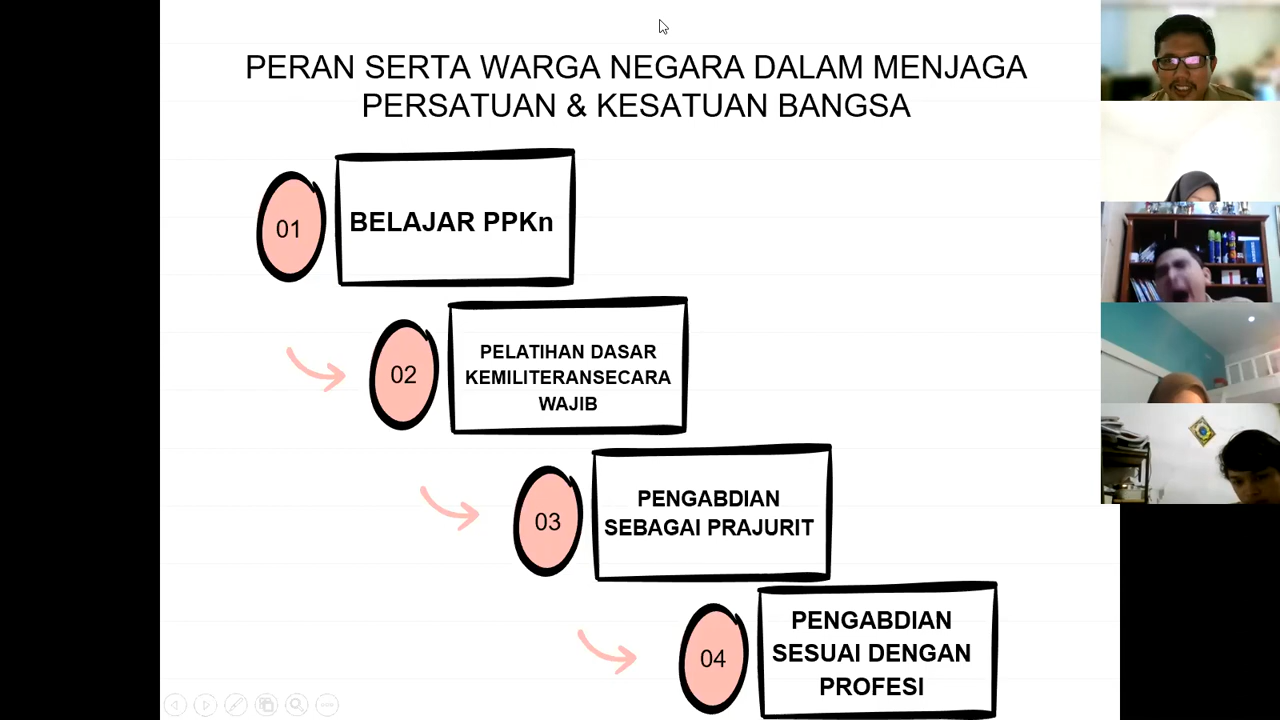 PERAN SERTA WARGA NEGARA DALAM MENJAGA
PERSATUAN & KESATUAN BANGSA
01
BELAJAR PPKn
02
PELATIHAN DASAR
KEMILITERANSECARA
WAJIB
03
PENGABDIAN
SEBAGAI PRAJURIT
04
PENGABDIAN
SESUAI DENGAN
PROFESI